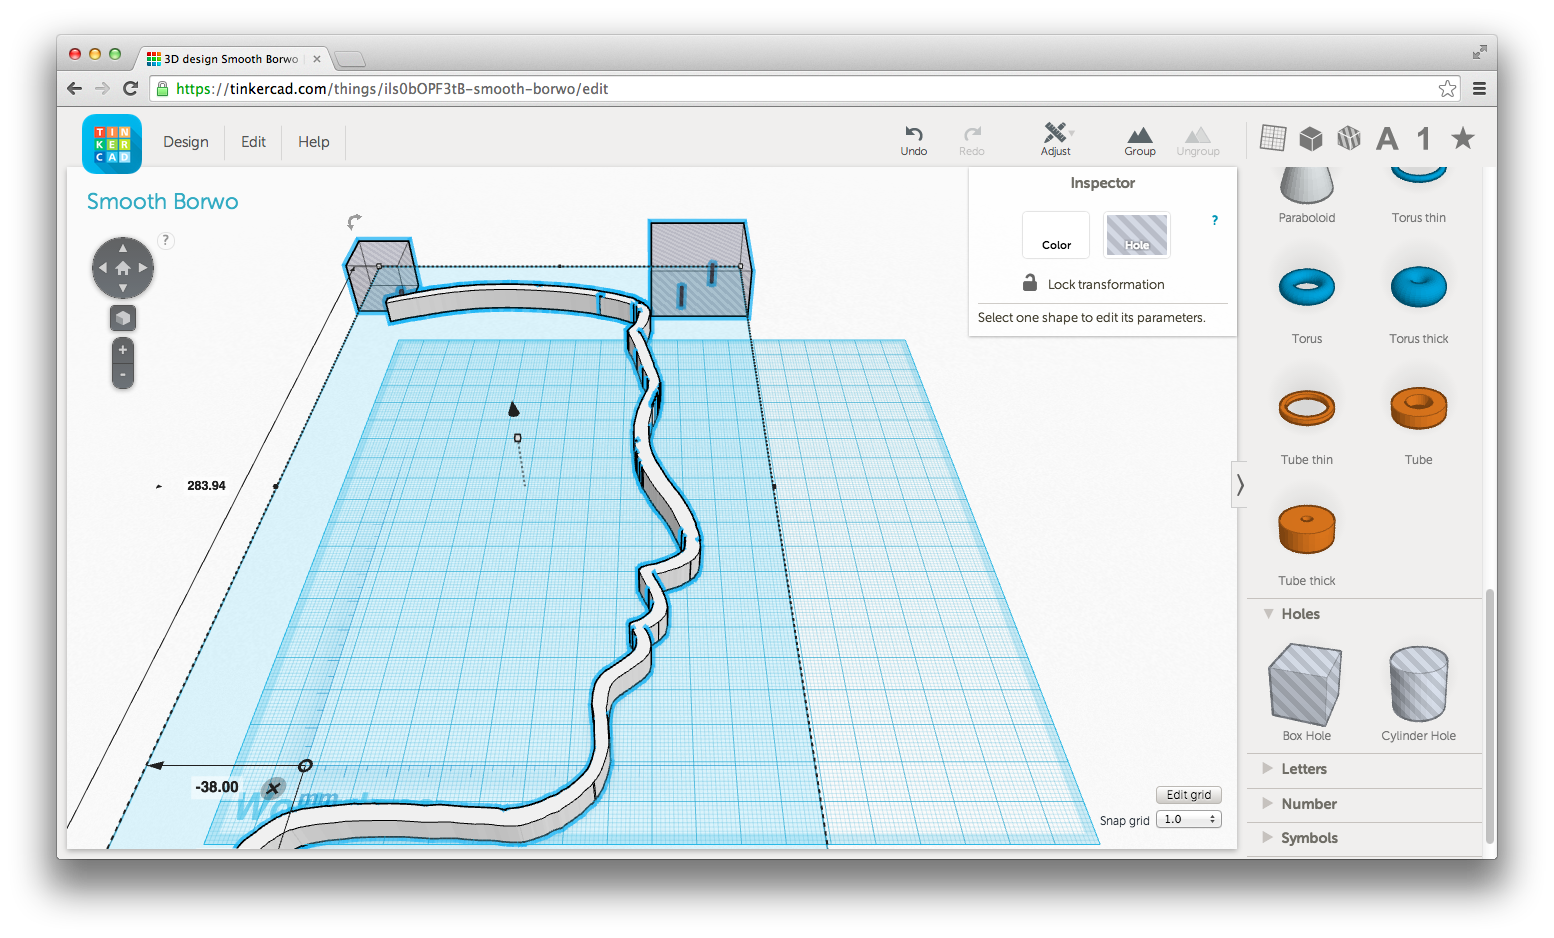 3D design Smooth Borwo
https://tinkercad.com/things/ils0bOPF3tB-smooth-borwo/edit
TIN
KER
CAD
Design
Edit
Help
Undo
Redo
Adjust
Group
Ungroup
A
1
Smooth Borwo
?
Inspector
Color
Hole
?
Lock transformation
Select one shape to edit its parameters.
+
-
283.94
-38.00
mm
Edit grid
Snap grid
1.0
Paraboloid
Torus thin
Torus
Torus thick
Tube thin
Tube
Tube thick
Holes
Box Hole
Cylinder Hole
Letters
Number
Symbols